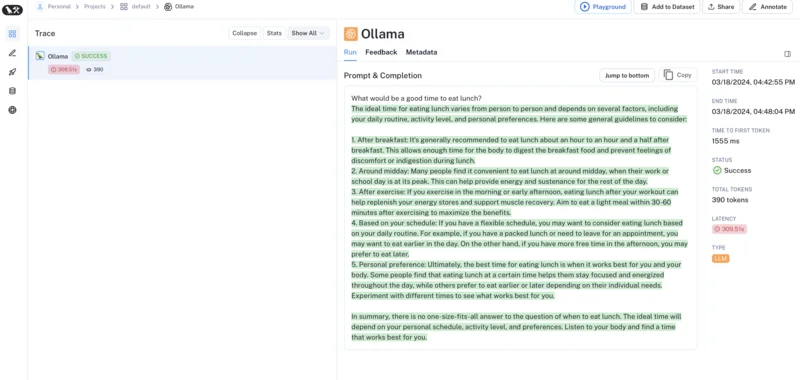 Personal > Projects > default > Ollama
Playground Add to Dataset Share Annotate
Trace
Collapse Stats Show All
Ollama SUCCESS
309.51s 390
Ollama
Run Feedback Metadata
Prompt & Completion
Jump to bottom Copy
What would be a good time to eat lunch?
The ideal time for eating lunch varies from person to person and depends on several factors, including
your daily routine, activity level, and personal preferences. Here are some general guidelines to consider:
1. After breakfast: It's generally recommended to eat lunch about an hour to an hour and a half after
breakfast. This allows enough time for the body to digest the breakfast food and prevent feelings of
discomfort or indigestion during lunch.
2. Around midday: Many people find it convenient to eat lunch at around midday, when their work or
school day is at its peak. This can help provide energy and sustenance for the rest of the day.
3. After exercise: If you exercise in the morning or early afternoon, eating lunch after your workout can
help replenish your energy stores and support muscle recovery. Aim to eat a light meal within 30-60
minutes after exercising to maximize the benefits.
4. Based on your schedule: If you have a flexible schedule, you may want to consider eating lunch based
on your daily routine. For example, if you have a packed lunch or need to leave for an appointment, you
may want to eat earlier in the day. On the other hand, if you have more free time in the afternoon, you may
prefer to eat later.
5. Personal preference: Ultimately, the best time for eating lunch is when it works best for you and your
body. Some people find that eating lunch at a certain time helps them stay focused and energized
throughout the day, while others prefer to eat earlier or later depending on their individual needs.
Experiment with different times to see what works best for you.
In summary, there is no one-size-fits-all answer to the question of when to eat lunch. The ideal time will
depend on your personal schedule, activity level, and preferences. Listen to your body and find a time
that works best for you.
START TIME
03/18/2024, 04:42:55 PM
END TIME
03/18/2024, 04:48:04 PM
TIME TO FIRST TOKEN
1555 ms
STATUS
Success
TOTAL TOKENS
390 tokens
LATENCY
309.51s
TYPE
LLM